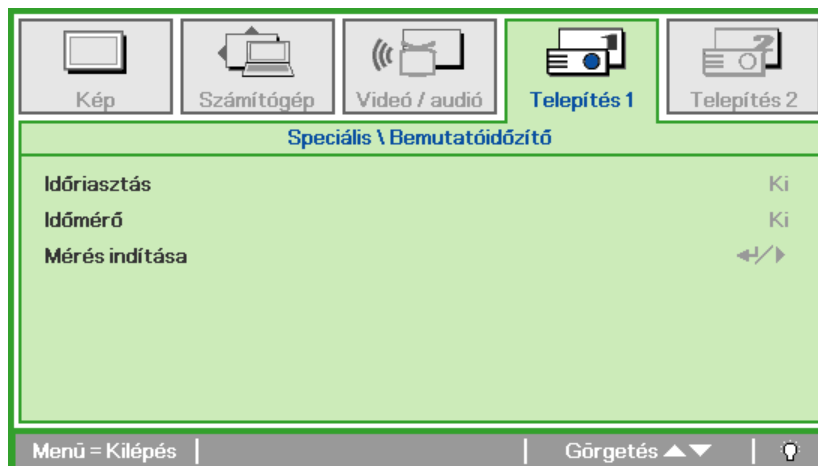 Kép
Számítógép
Videó / audió
Telepítés 1
Telepítés 2
Speciális \ Bemutatóidőzítő
Időriasztás Ki
Időmérő Ki
Mérés indítása
Menü = Kilépés
Görgetés